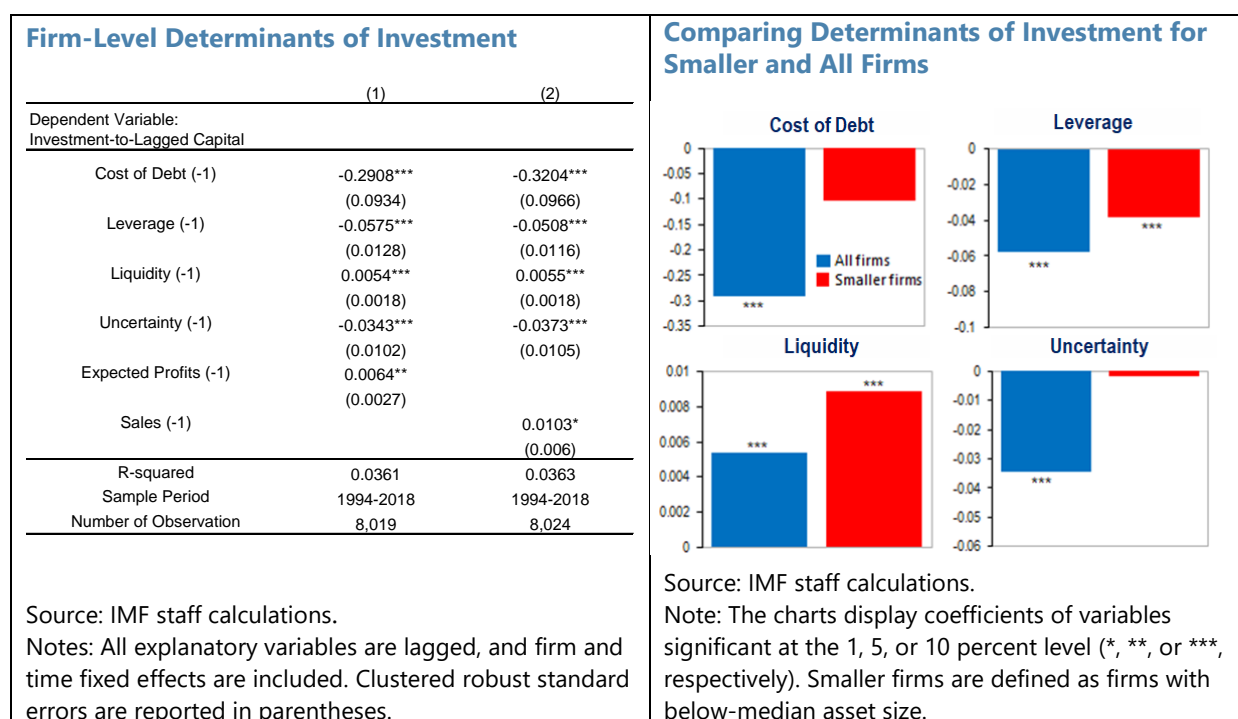 Firm-Level Determinants of Investment
(1) (2)
Dependent Variable:
Investment-to-Lagged Capital
Cost of Debt (-1) -0.2908*** -0.3204***
(0.0934) (0.0966)
Leverage (-1) -0.0575*** -0.0508***
(0.0128) (0.0116)
Liquidity (-1) 0.0054*** 0.0055***
(0.0018) (0.0018)
Uncertainty (-1) -0.0343*** -0.0373***
(0.0102) (0.0105)
Expected Profits (-1) 0.0064**
(0.0027)
Sales (-1) 0.0103*
(0.006)
R-squared 0.0361 0.0363
Sample Period 1994-2018 1994-2018
Number of Observation 8,019 8,024
Source: IMF staff calculations.
Notes: All explanatory variables are lagged, and firm and
time fixed effects are included. Clustered robust standard
errors are reported in parentheses.
Comparing Determinants of Investment for
Smaller and All Firms
Cost of Debt
0
-0.05
-0.1
-0.15
-0.2
-0.25
-0.3
-0.35
All firms
Smaller firms
***
Leverage
0
-0.02
-0.04
-0.06
-0.08
-0.1
***
***
Liquidity
0.01
0.008
0.006
0.004
0.002
0
***
***
Uncertainty
0
-0.01
-0.02
-0.03
-0.04
-0.05
-0.06
***
Source: IMF staff calculations.
Note: The charts display coefficients of variables
significant at the 1, 5, or 10 percent level (*, **, or ***,
respectively). Smaller firms are defined as firms with
below-median asset size.